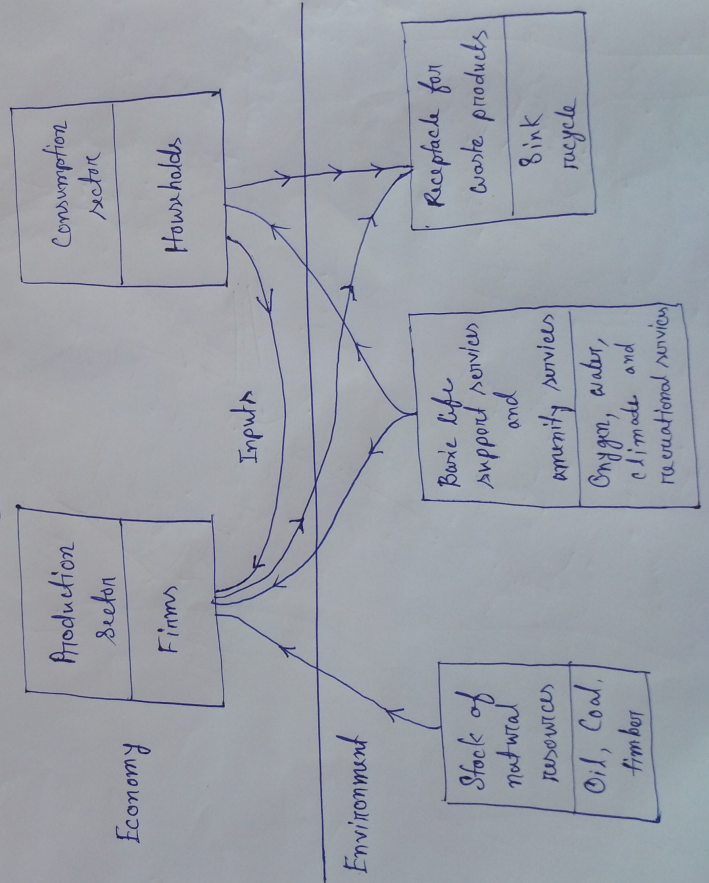 Economy
Production
sector
Firms
Inputs
Consumption
sector
Households
Environment
Stock of
natural
resources
Oil, Coal,
timber
Basic life
support services
and
amenity services
Oxygen, water,
climate and
recreational services
Receptacle for
waste products
Sink
recycle